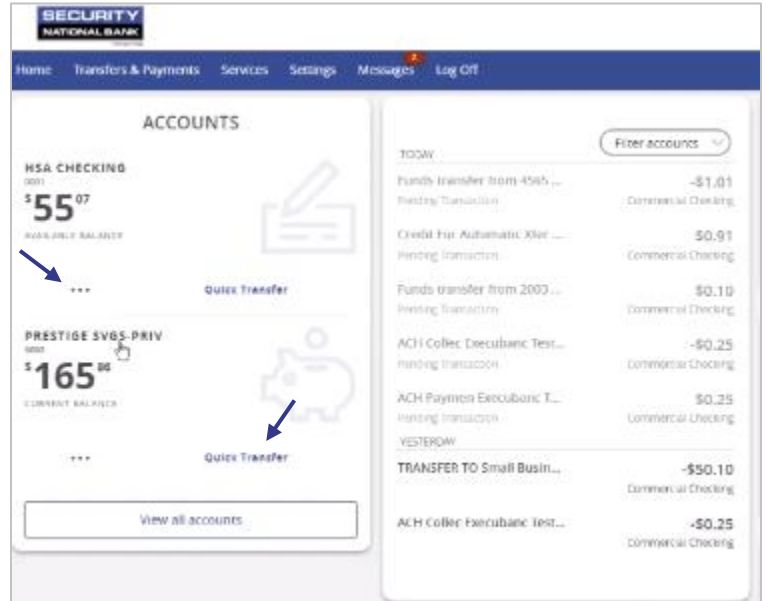 SECURITY
NATIONAL BANK
Home Transfers & Payments Services Settings Messages 2 Log Off
ACCOUNTS
HSA CHECKING
$55 07
AVAILABLE BALANCE
... Quick Transfer
PRESTIGE SVGS-PRIV
$165 86
CURRENT BALANCE
... Quick Transfer
View all accounts
Filter accounts
TODAY
Funds transfer from 4565 ... -$1.01
Pending Transaction Commercial Checking
Credit For Automatic Xfer ... $0.91
Pending Transaction Commercial Checking
Funds transfer from 2003 ... $0.10
Pending Transaction Commercial Checking
ACH Collec Execubanc Test... -$0.25
Pending Transaction Commercial Checking
ACH Paymen Execubanc T... $0.25
Pending Transaction Commercial Checking
YESTERDAY
TRANSFER TO Small Busin... -$50.10
Commercial Checking
ACH Collec Execubanc Test... -$0.25
Commercial Checking